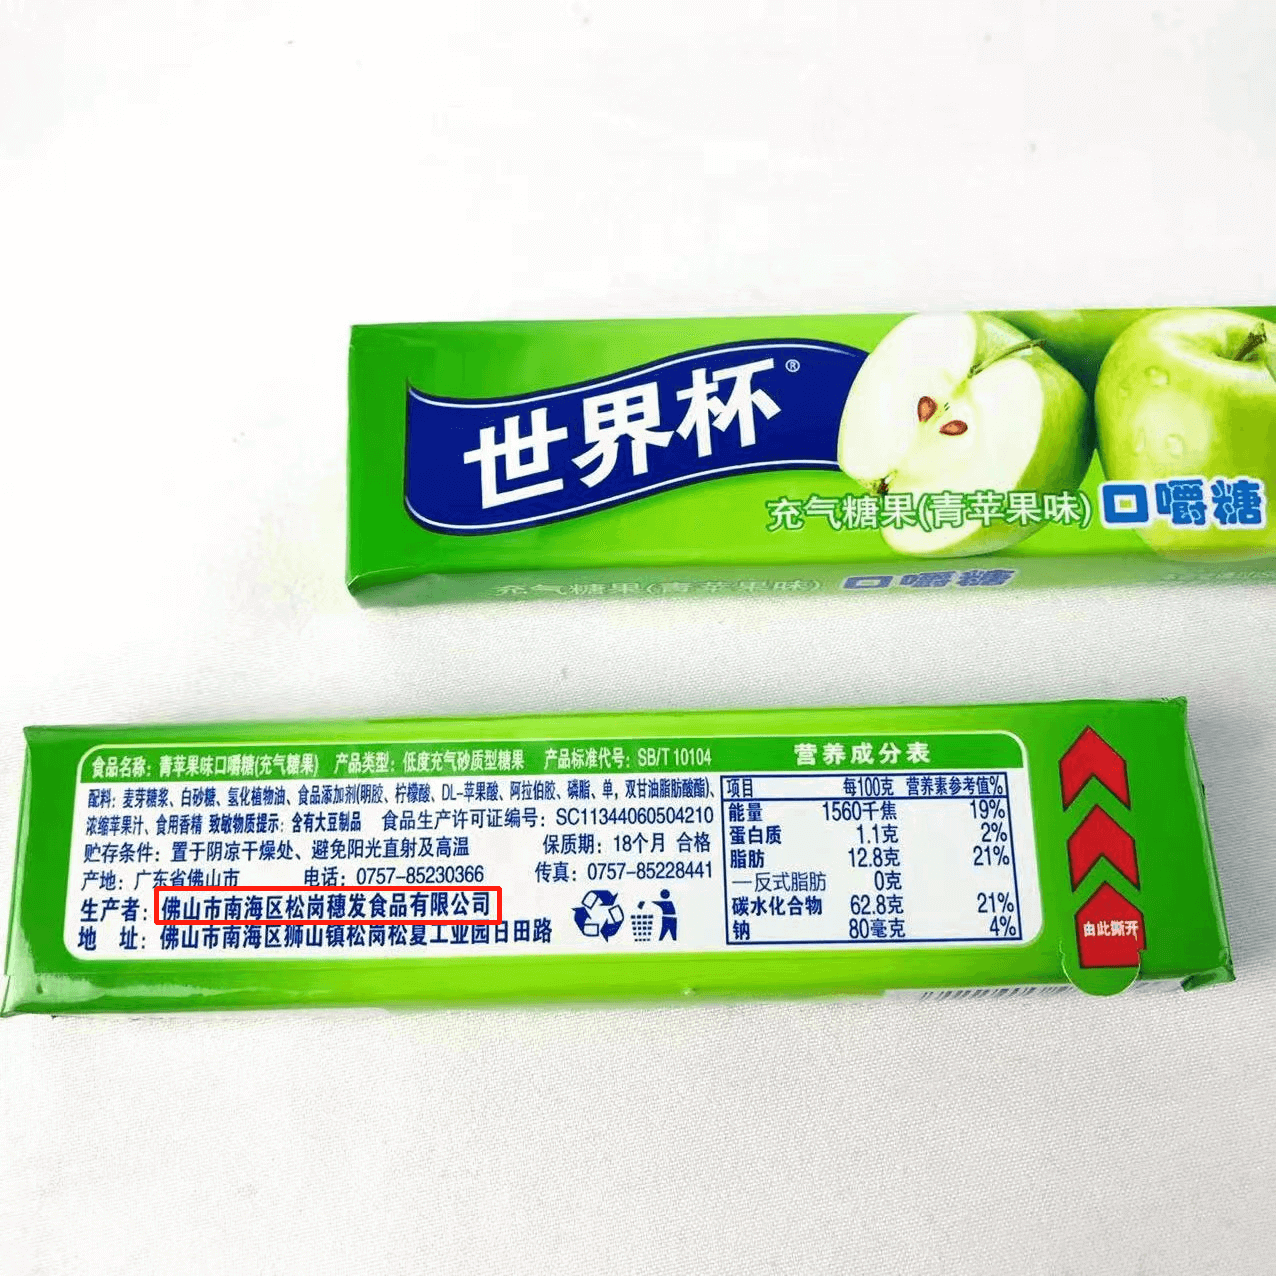 世界杯®
充气糖果(青苹果味) 口嚼糖
充气糖果(青苹果味) 口嚼糖
食品名称：青苹果味口嚼糖(充气糖果) 产品类型：低度充气砂质型糖果 产品标准代号：SB/T 10104
配料：麦芽糖浆、白砂糖、氢化植物油、食品添加剂(明胶、柠檬酸、DL-苹果酸、阿拉伯胶、磷脂、单，双甘油脂肪酸酯)、
浓缩苹果汁、食用香精 致敏物质提示：含有大豆制品 食品生产许可证编号：SC11344060504210
贮存条件：置于阴凉干燥处、避免阳光直射及高温 保质期：18个月 合格
产地：广东省佛山市 电话：0757-85230366 传真：0757-85228441
生产者：佛山市南海区松岗穗发食品有限公司
地 址：佛山市南海区狮山镇松岗松夏工业园日田路
营养成分表
项目 每100克 营养素参考值%
能量 1560千焦 19%
蛋白质 1.1克 2%
脂肪 12.8克 21%
—反式脂肪 0克
碳水化合物 62.8克 21%
钠 80毫克 4%
由此撕开